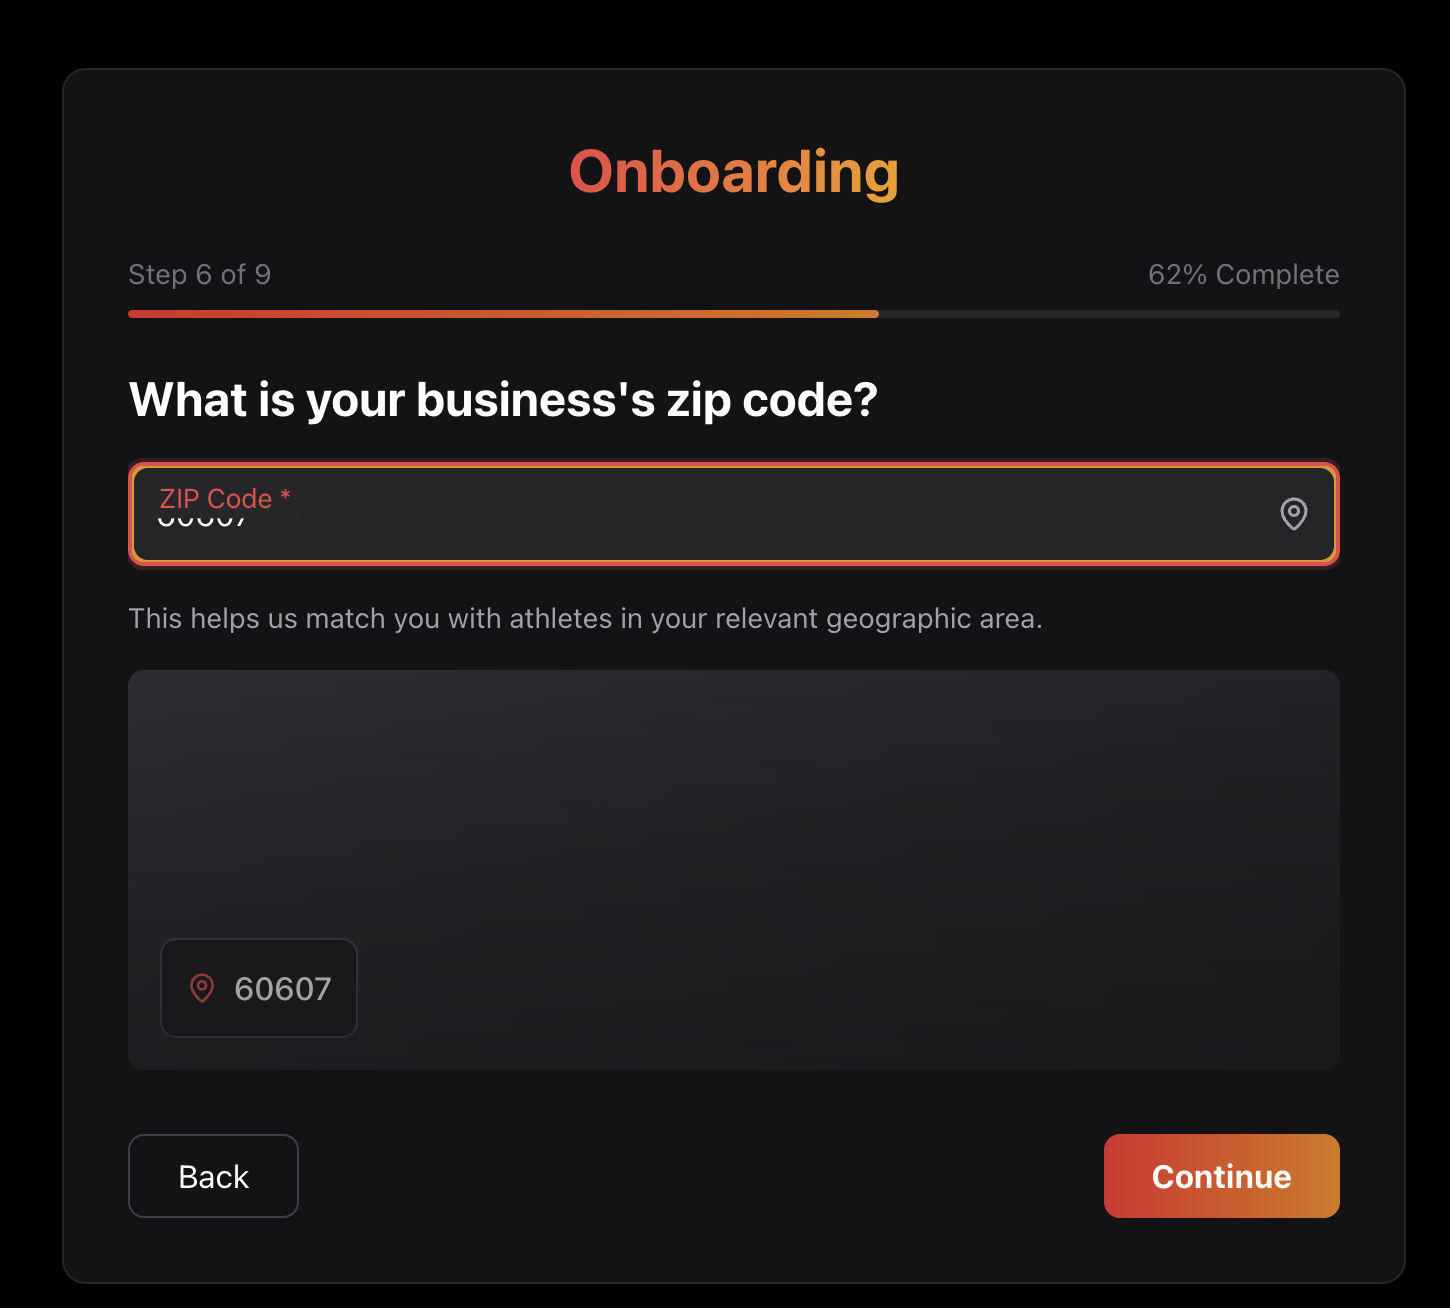 Onboarding
Step 6 of 9
62% Complete
What is your business's zip code?
ZIP Code *
This helps us match you with athletes in your relevant geographic area.
60607
Back
Continue